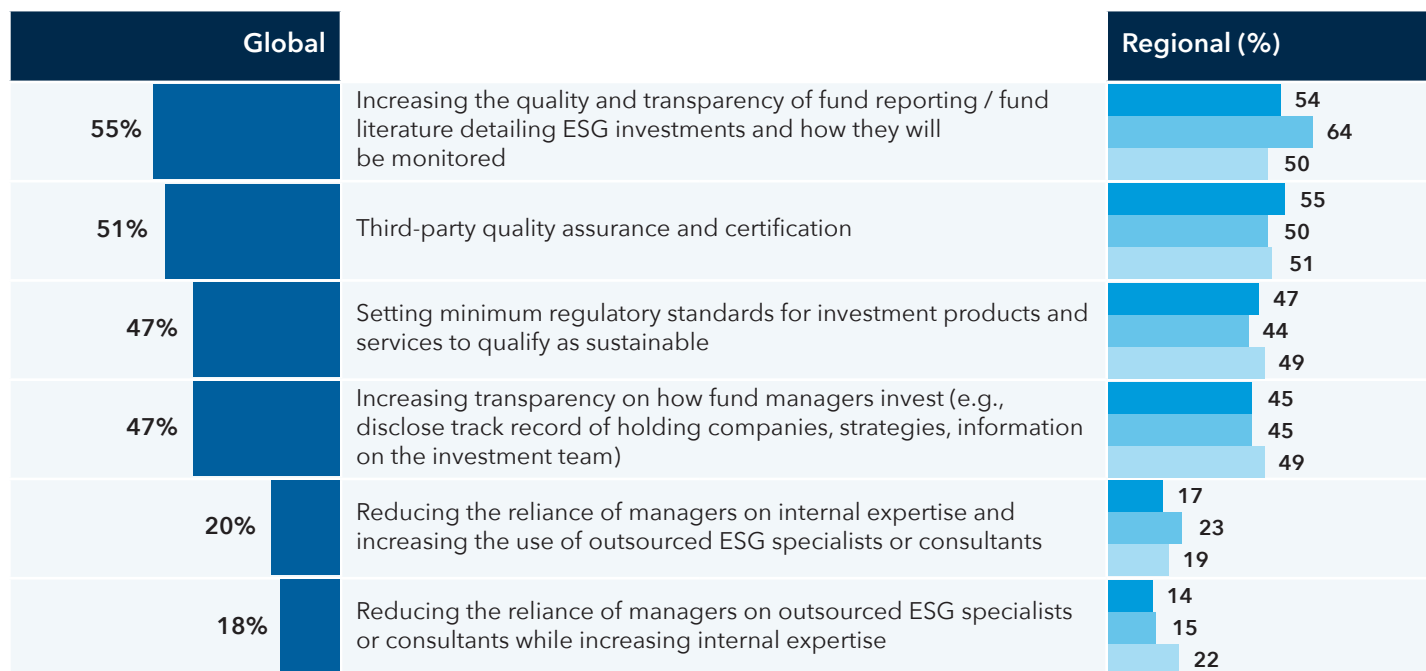 Global
Regional (%)
55%
Increasing the quality and transparency of fund reporting / fund
literature detailing ESG investments and how they will
be monitored
54
64
50
51%
Third-party quality assurance and certification
55
50
51
47%
Setting minimum regulatory standards for investment products and
services to qualify as sustainable
47
44
49
47%
Increasing transparency on how fund managers invest (e.g.,
disclose track record of holding companies, strategies, information
on the investment team)
45
45
49
20%
Reducing the reliance of managers on internal expertise and
increasing the use of outsourced ESG specialists or consultants
17
23
19
18%
Reducing the reliance of managers on outsourced ESG specialists
or consultants while increasing internal expertise
14
15
22